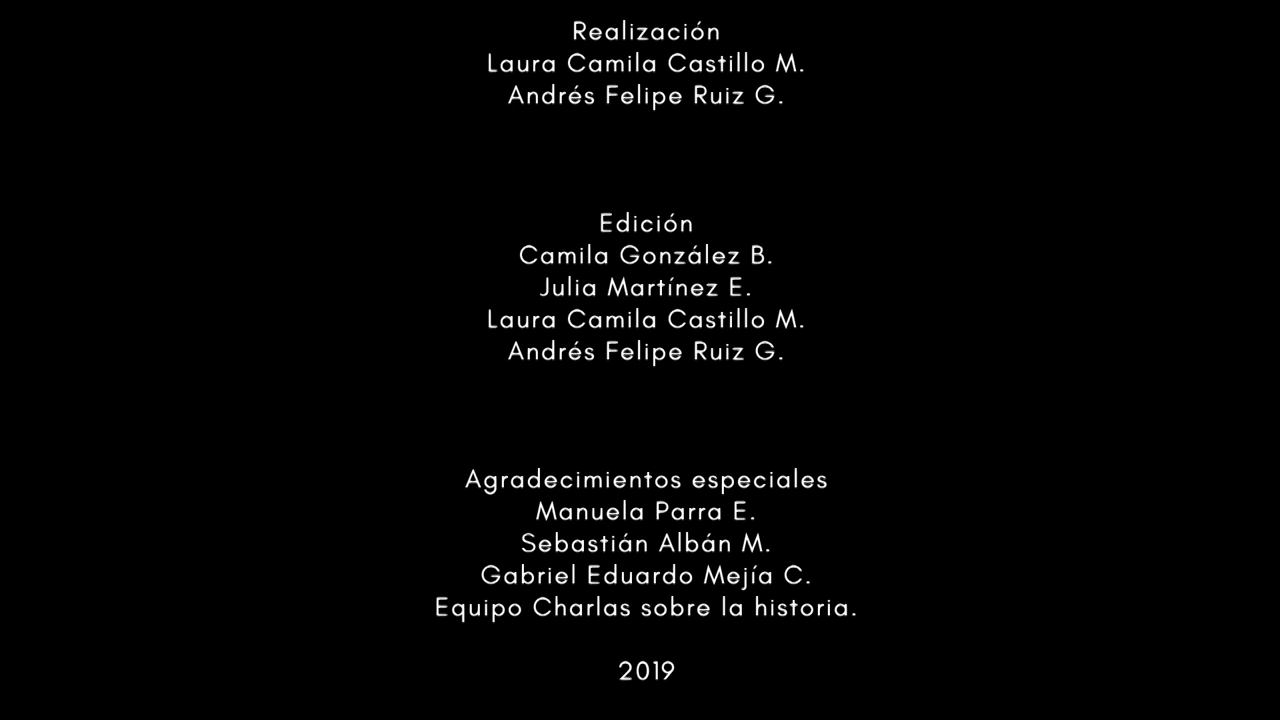 Realización
Laura Camila Castillo M.
Andrés Felipe Ruiz G.
Edición
Camila González B.
Julia Martínez E.
Laura Camila Castillo M.
Andrés Felipe Ruiz G.
Agradecimientos especiales
Manuela Parra E.
Sebastián Albán M.
Gabriel Eduardo Mejía C.
Equipo Charlas sobre la historia.
2019